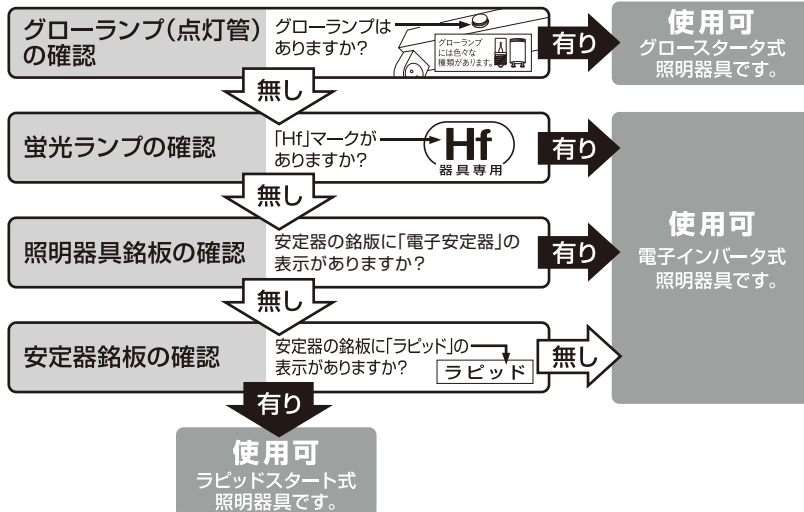 グローランプ(点灯管)
の確認
グローランプは
ありますか?
グローランプ
には色々な
種類があります。
有り
使用可
グロースタータ式
照明器具です。
無し
蛍光ランプの確認
「Hf」マークが
ありますか?
Hf
器具専用
有り
無し
照明器具銘板の確認
安定器の銘版に「電子安定器」の
表示がありますか?
有り
使用可
電子インバータ式
照明器具です。
無し
安定器銘板の確認
安定器の銘板に「ラピッド」の
表示がありますか?
ラピッド
無し
有り
使用可
ラピッドスタート式
照明器具です。